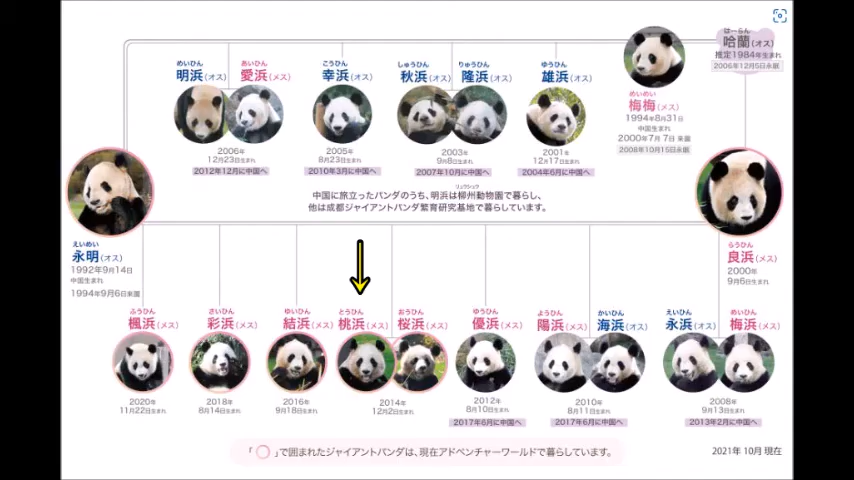 めいひん
明浜(オス)
あいひん
愛浜(メス)
2006年
12月23日生まれ
2012年12月に中国へ
こうひん
幸浜(オス)
2005年
8月23日生まれ
2010年3月に中国へ
しゅうひん
秋浜(オス)
りゅうひん
隆浜(オス)
2003年
9月8日生まれ
2007年10月に中国へ
ゆうひん
雄浜(オス)
2001年
12月17日生まれ
2004年6月に中国へ
めいめい
梅梅(メス)
1994年8月31日
中国生まれ
2000年7月7日 来園
2008年10月15日永眠
はーらん
哈蘭(オス)
推定1984年生まれ
2006年12月5日永眠
リュウシュウ
中国に旅立ったパンダのうち、明浜は柳州動物園で暮らし、
他は成都ジャイアントパンダ繁育研究基地で暮らしています。
えいめい
永明(オス)
1992年9月14日
中国生まれ
1994年9月6日来園
らうひん
良浜(メス)
2000年
9月6日生まれ
ふうひん
楓浜(メス)
2020年
11月22日生まれ
さいひん
彩浜(メス)
2018年
8月14日生まれ
ゆいひん
結浜(メス)
2016年
9月18日生まれ
とうひん
桃浜(メス)
おうひん
桜浜(メス)
2014年
12月2日生まれ
ゆうひん
優浜(メス)
2012年
8月10日生まれ
2017年6月に中国へ
ようひん
陽浜(メス)
かいひん
海浜(オス)
2010年
8月11日生まれ
2017年6月に中国へ
えいひん
永浜(オス)
めいひん
梅浜(メス)
2008年
9月13日生まれ
2013年2月に中国へ
「○」で囲まれたジャイアントパンダは、現在アドベンチャーワールドで暮らしています。
2021年 10月 現在